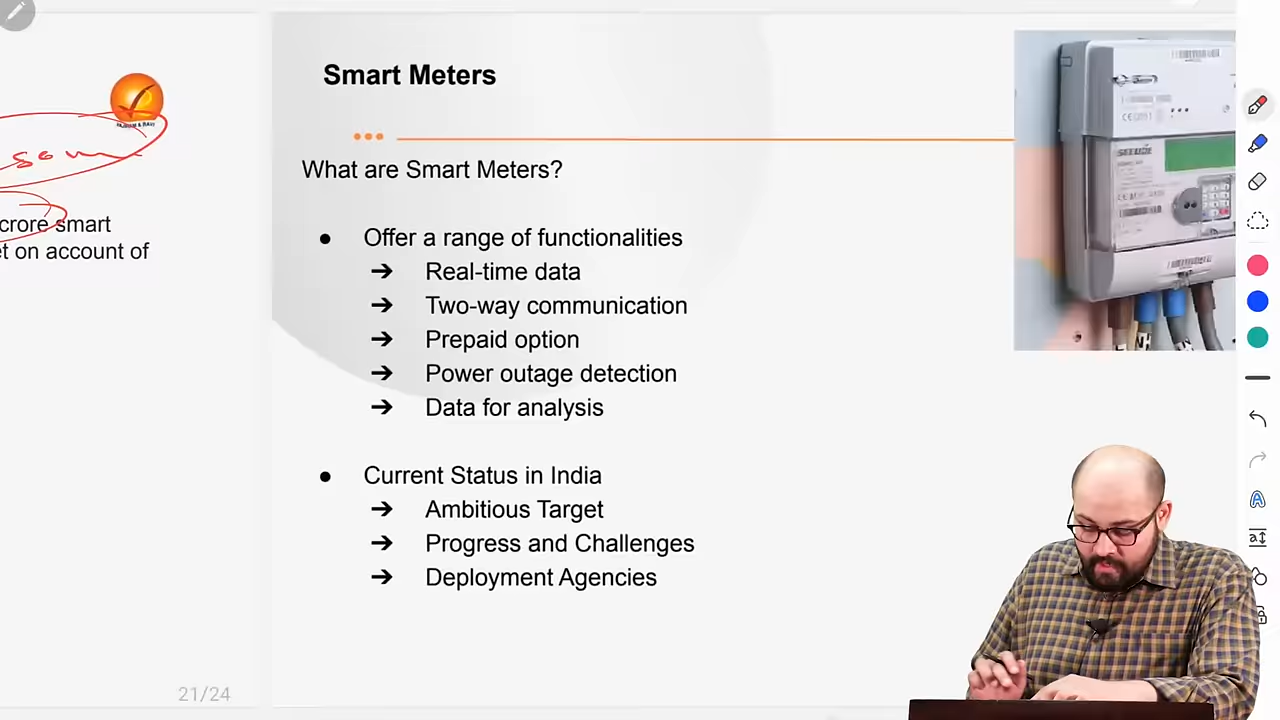 Smart Meters
What are Smart Meters?
● Offer a range of functionalities
➔ Real-time data
➔ Two-way communication
➔ Prepaid option
➔ Power outage detection
➔ Data for analysis
● Current Status in India
➔ Ambitious Target
➔ Progress and Challenges
➔ Deployment Agencies
crore smart
on account of
21/24